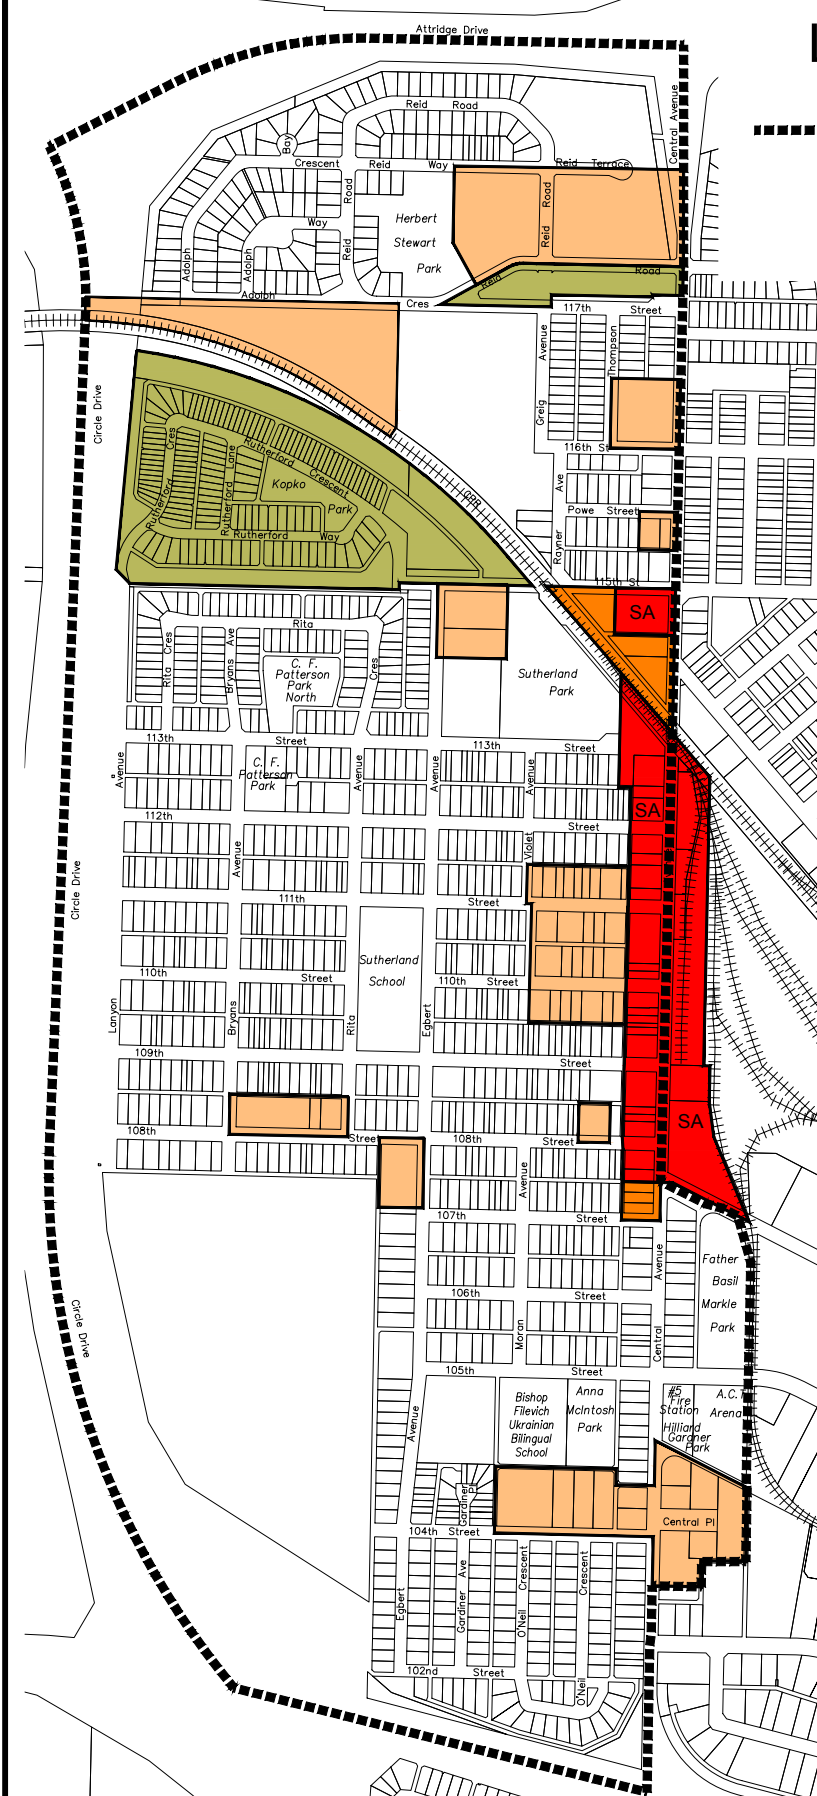 Attridge Drive
Central Avenue
Reid Road
Bay
Crescent Reid Way
Reid Terrace
Road
Road
Herbert
Stewart
Park
Way
Reid
Reid
Adolph
Adolph
Adolph
Cres
Reid
Road
117th Street
Avenue
Thompson
Greig
116th St
Circle Drive
Cres
Rutherford
Crescent
Lane
Kopko
Park
Rutherford
Rutherford
Rutherford Way
CPR
Ave
Powe Street
Rayner
115th St
SA
Rita
Cres
Rita
Ave
Bryans
C. F.
Patterson
Park
North
Cres
Sutherland
Park
113th Street
113th Street
Avenue
C. F.
Patterson
Park
Avenue
Avenue
Avenue
SA
112th
Street
Violet
Avenue
Circle Drive
111th
Street
Sutherland
School
110th Street
110th Street
Lanyon
Bryans
Rita
Egbert
109th
Street
SA
108th Street
108th Street
Avenue
107th
Street
Avenue
Father
Basil
Markle
Park
106th
Street
Moran
Central
Circle Drive
105th
Street
Bishop
Filevich
Ukrainian
Bilingual
School
Anna
McIntosh
Park
#5
Fire
Station
A.C.T
Arena
Hilliard
Gardner
Park
Avenue
Gardiner
Pl
Central Pl
104th Street
Egbert
Gardiner Ave
O'Neil Crescent
Crescent
O'Neil
102nd Street